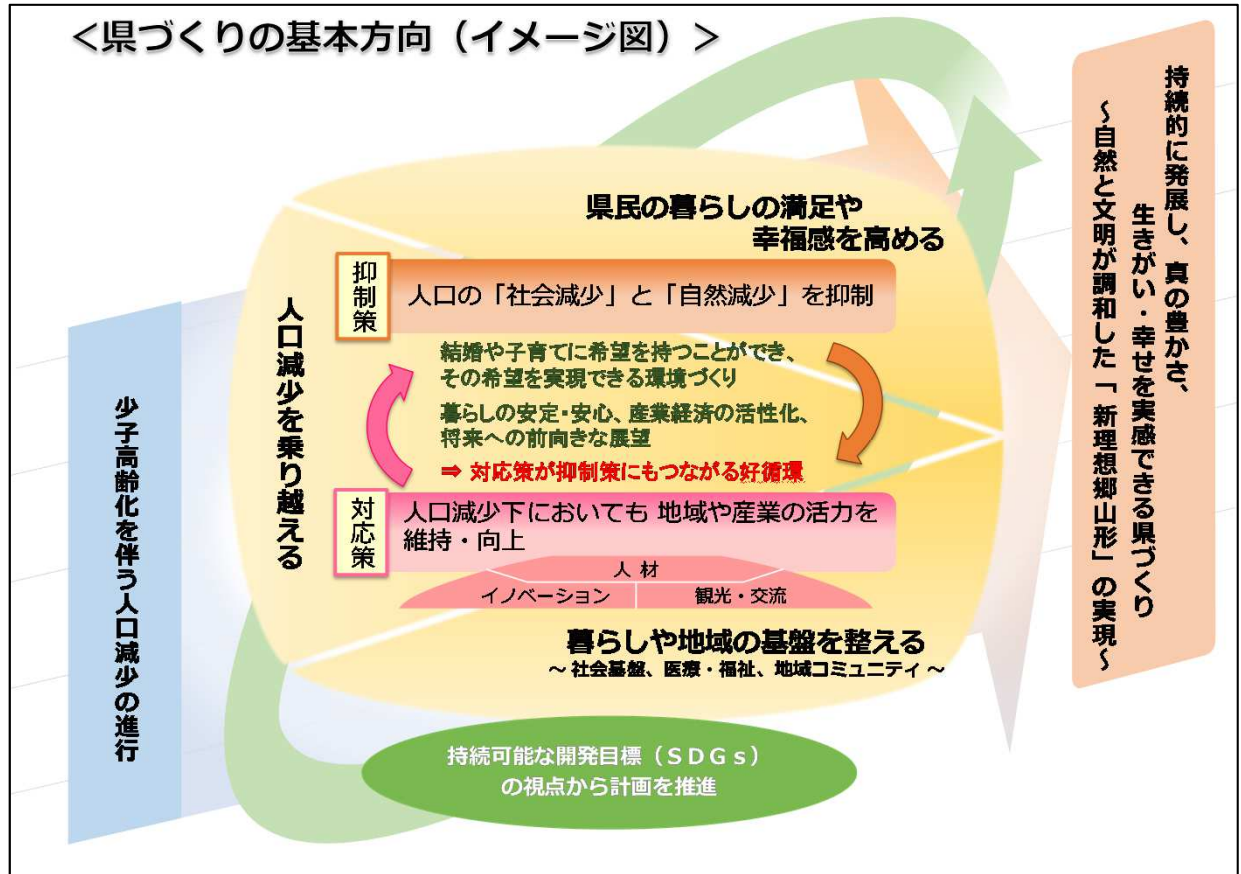 ＜県づくりの基本方向（イメージ図）＞
少子高齢化を伴う人口減少の進行
人口減少を乗り越える
県民の暮らしの満足や
幸福感を高める
抑制策
人口の「社会減少」と「自然減少」を抑制
結婚や子育てに希望を持つことができ、
その希望を実現できる環境づくり
暮らしの安定・安心、産業経済の活性化、
将来への前向きな展望
⇒ 対応策が抑制策にもつながる好循環
対応策
人口減少下においても 地域や産業の活力を
維持・向上
人 材
イノベーション
観光・交流
暮らしや地域の基盤を整える
～ 社会基盤、医療・福祉、地域コミュニティ ～
持続可能な開発目標（ＳＤＧｓ）
の視点から計画を推進
持続的に発展し、真の豊かさ、
生きがい・幸せを実感できる県づくり
～自然と文明が調和した「新理想郷山形」の実現～